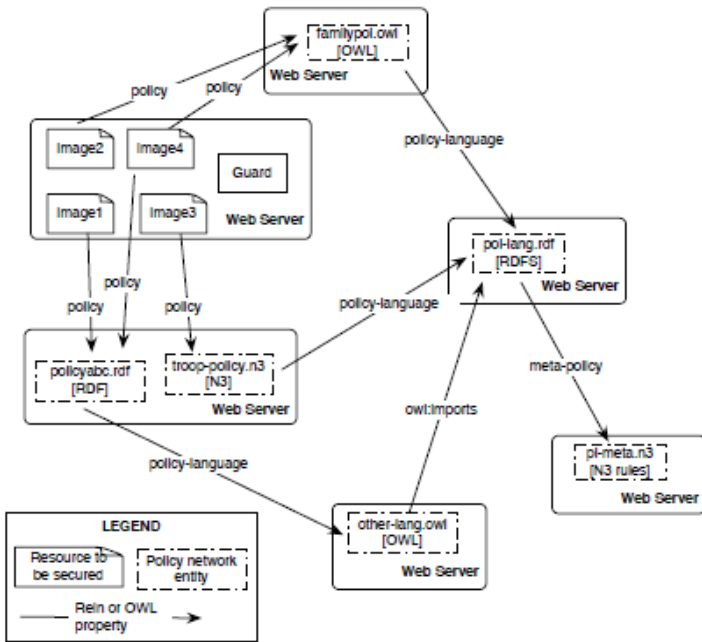 familypol.owl
[OWL]
Web Server
policy
policy
policy-language
Image2
Image4
Guard
Image1
Image3
Web Server
pol-lang.rdf
[RDFS]
Web Server
policy
policy
policy
policy-language
policyabc.rdf
[RDF]
troop-policy.n3
[N3]
Web Server
meta-policy
owl:imports
policy-language
pl-meta.n3
[N3 rules]
Web Server
other-lang.owl
[OWL]
Web Server
LEGEND
Resource to
be secured
Policy network
entity
Rein or OWL
property